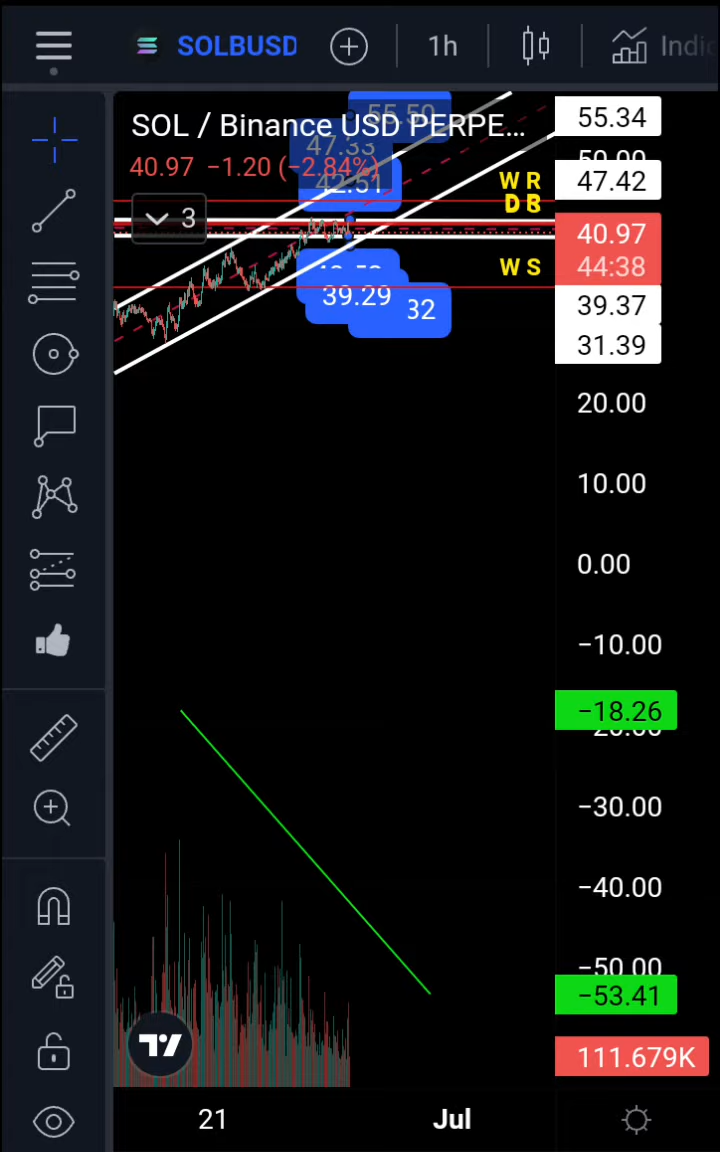 SOLBUSD
1h
SOL / Binance USD PERPE...
40.97 −1.20 (−2.84%)
3
55.50
47.33
42.51
39.29
32
W R
D B
W S
55.34
50.00
47.42
40.97
44:38
39.37
31.39
20.00
10.00
0.00
−10.00
−18.26
−30.00
−40.00
−50.00
−53.41
111.679K
21
Jul